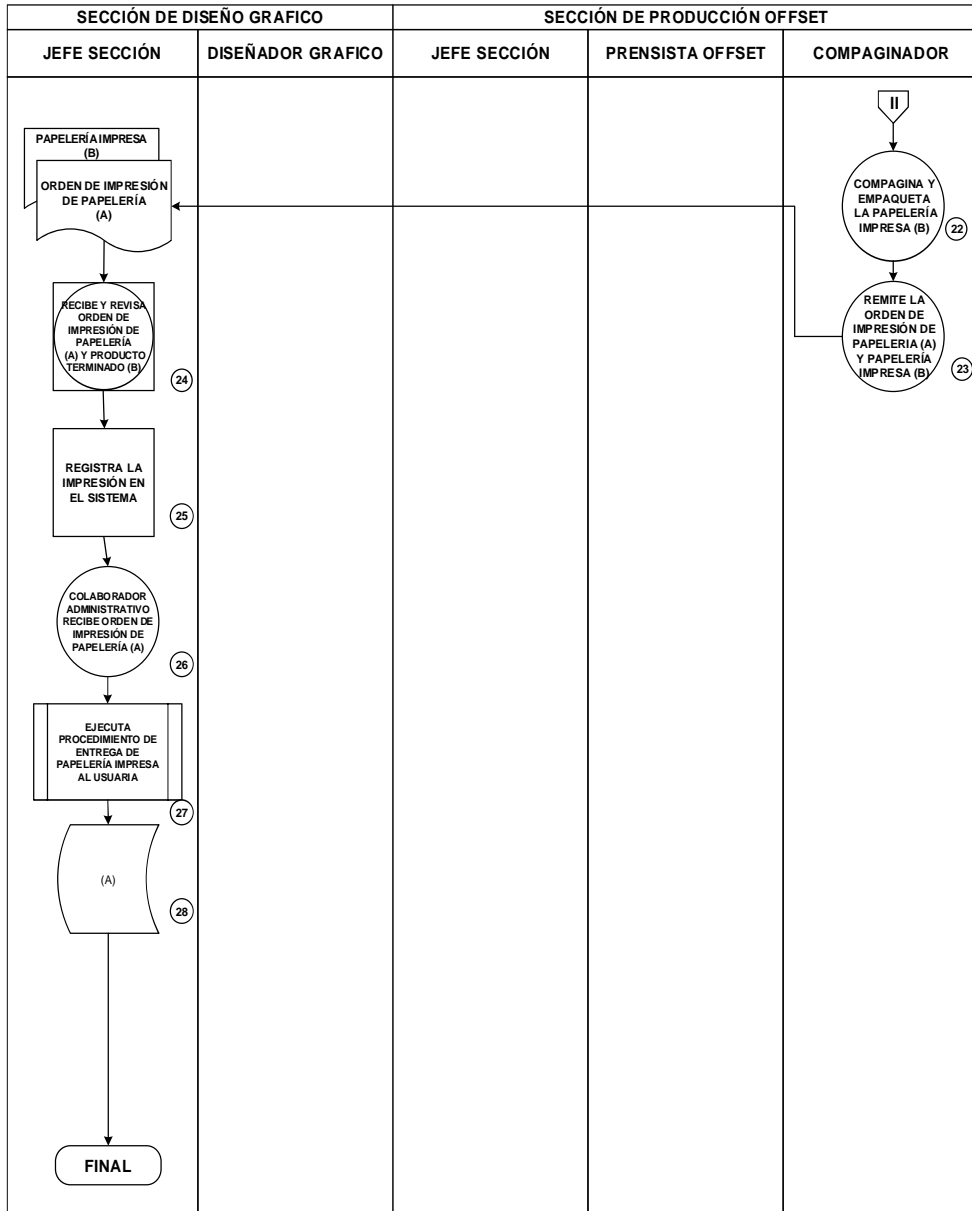 SECCIÓN DE DISEÑO GRAFICO
SECCIÓN DE PRODUCCIÓN OFFSET
JEFE SECCIÓN
DISEÑADOR GRAFICO
JEFE SECCIÓN
PRENSISTA OFFSET
COMPAGINADOR
II
PAPELERÍA IMPRESA
(B)
ORDEN DE IMPRESIÓN
DE PAPELERÍA
(A)
COMPAGINA Y
EMPAQUETA
LA PAPELERÍA
IMPRESA (B)
22
REMITE LA
ORDEN DE
IMPRESIÓN DE
PAPELERIA (A)
Y PAPELERÍA
IMPRESA (B)
23
RECIBE Y REVISA
ORDEN DE
IMPRESIÓN DE
PAPELERÍA
(A) Y PRODUCTO
TERMINADO (B)
24
REGISTRA LA
IMPRESIÓN EN
EL SISTEMA
25
COLABORADOR
ADMINISTRATIVO
RECIBE ORDEN DE
IMPRESIÓN DE
PAPELERÍA (A)
26
EJECUTA
PROCEDIMIENTO DE
ENTREGA DE
PAPELERÍA IMPRESA
AL USUARIA
27
(A)
28
FINAL